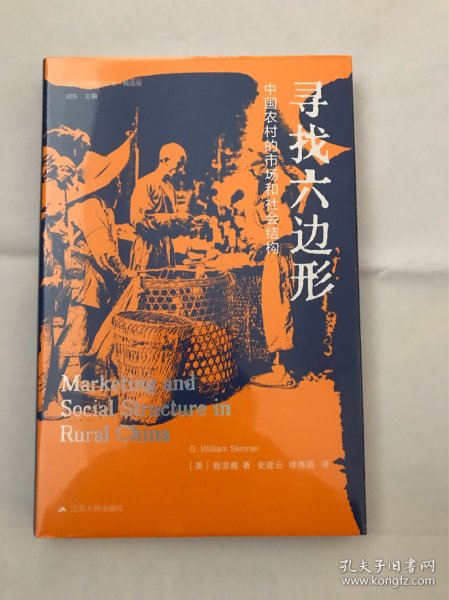 精选版
刘东 主编
寻找六边形
中国农村的市场和社会结构
Marketing and
Social Structure in
Rural China
G. William Skinner
[美]施坚雅 著 史建云 徐秀丽 译
江苏人民出版社
孔夫子旧书网
www.kongfz.com